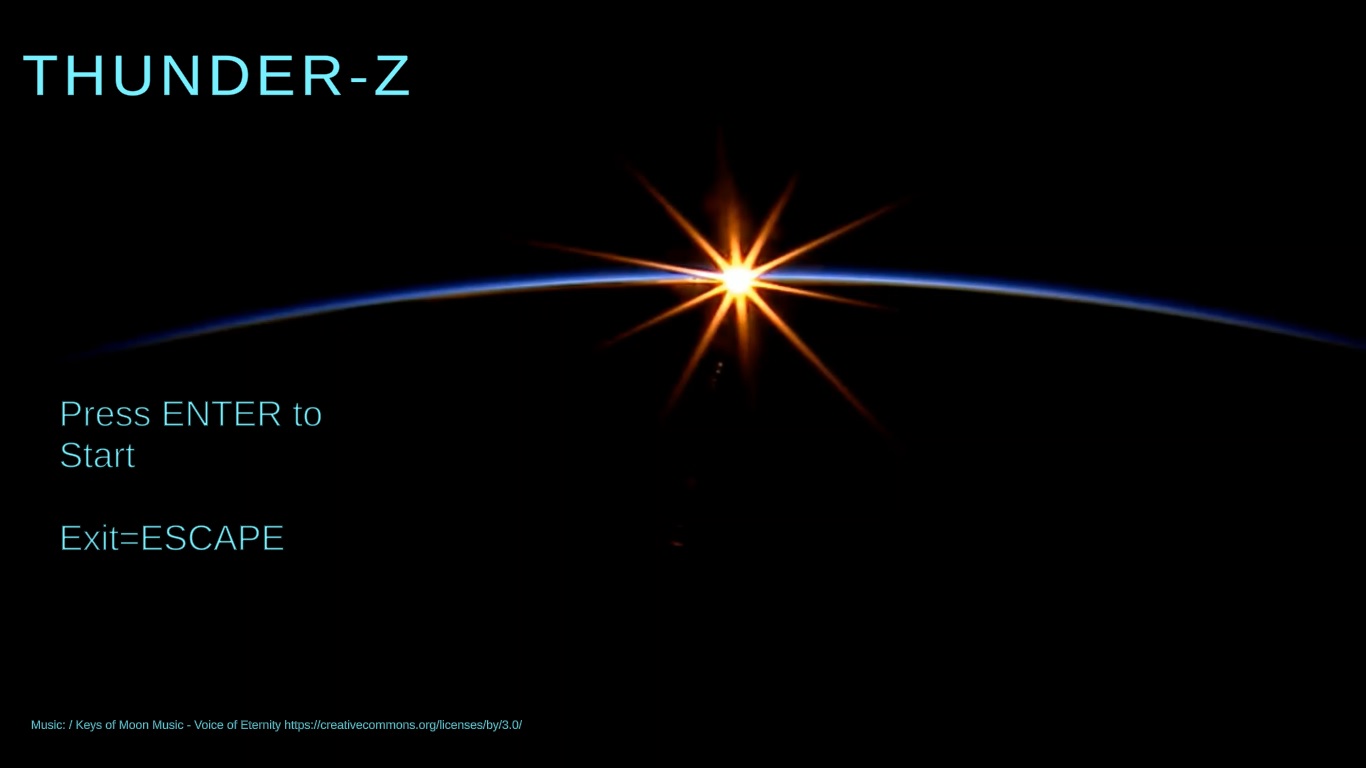 THUNDER-Z
Press ENTER to
Start
Exit=ESCAPE
Music: / Keys of Moon Music - Voice of Eternity https://creativecommons.org/licenses/by/3.0/